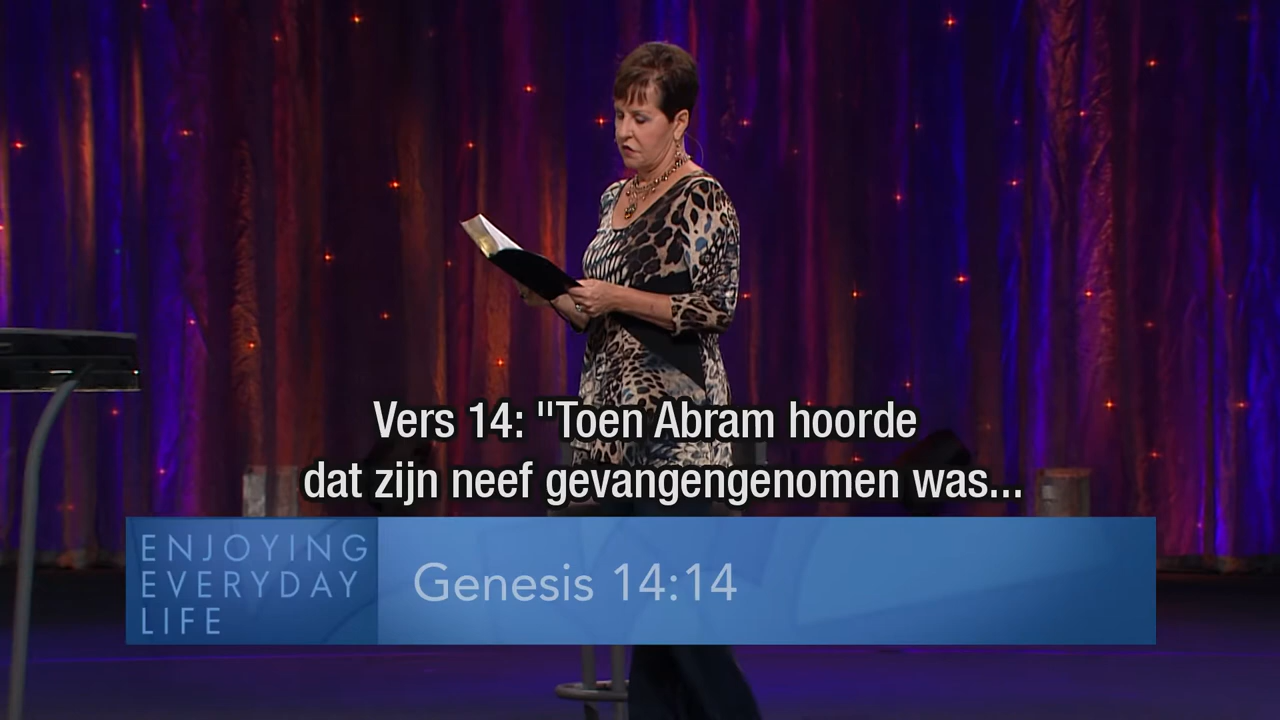 Vers 14: "Toen Abram hoorde
dat zijn neef gevangengenomen was...
ENJOYING
EVERYDAY
LIFE
Genesis 14:14